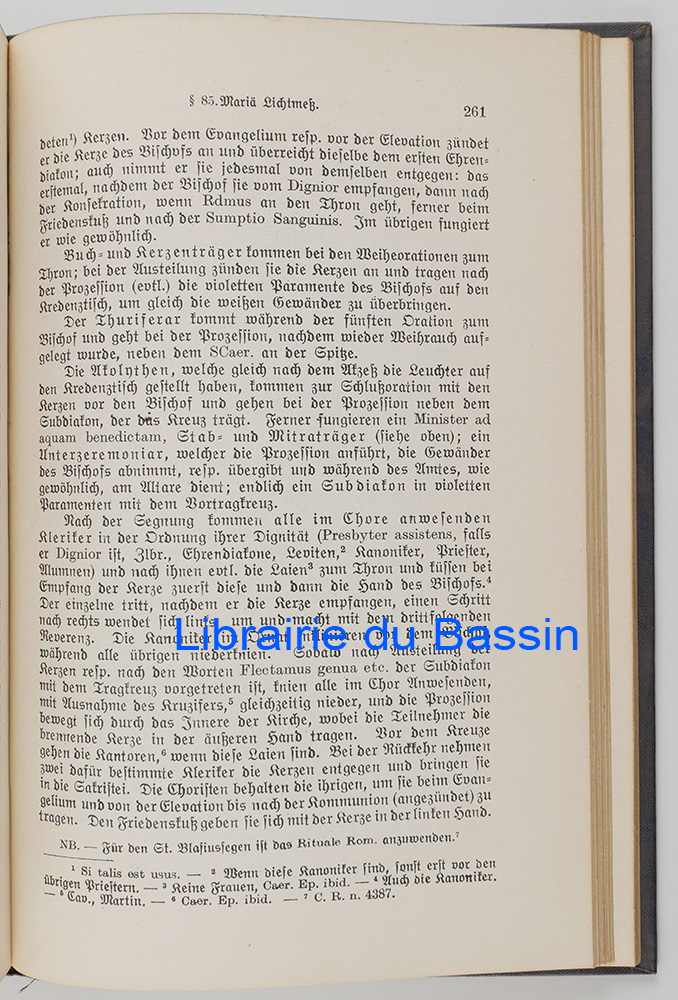 § 85. Mariä Lichtmeß.
261
deten¹) Kerzen. Vor dem Evangelium resp. vor der Elevation zündet
er die Kerze des Bischofs an und überreicht dieselbe dem ersten Ehren-
diakon; auch nimmt er sie jedesmal von demselben entgegen: das
erstemal, nachdem der Bischof sie vom Dignior empfangen, dann nach
der Konsekration, wenn Rdmus an den Thron geht, ferner beim
Friedenskuß und nach der Sumptio Sanguinis. Im übrigen fungiert
er wie gewöhnlich.
Buch- und Kerzenträger kommen bei den Weiheorationen zum
Thron; bei der Austeilung zünden sie die Kerzen an und tragen nach
der Prozession (evtl.) die violetten Paramente des Bischofs auf den
Kredenztisch, um gleich die weißen Gewänder zu überbringen.
Der Thuriferar kommt während der fünften Oration zum
Bischof und geht bei der Prozession, nachdem wieder Weihrauch auf-
gelegt wurde, neben dem SCaer. an der Spitze.
Die Akolythen, welche gleich nach dem Akzeß die Leuchter auf
den Kredenztisch gestellt haben, kommen zur Schlußoration mit den
Kerzen vor den Bischof und gehen bei der Prozession neben dem
Subdiakon, der das Kreuz trägt. Ferner fungieren ein Minister ad
aquam benedictam, Stab- und Mitraträger (siehe oben); ein
Unterzeremoniar, welcher die Prozession anführt, die Gewänder
des Bischofs abnimmt, resp. übergibt und während des Amtes, wie
gewöhnlich, am Altare dient; endlich ein Subdiakon in violetten
Paramenten mit dem Vortragkreuz.
Nach der Segnung kommen alle im Chore anwesenden
Kleriker in der Ordnung ihrer Dignität (Presbyter assistens, falls
er Dignior ist, Zlbr., Ehrendiakone, Leviten,² Kanoniker, Priester,
Alumnen) und nach ihnen evtl. die Laien³ zum Thron und küssen bei
Empfang der Kerze zuerst diese und dann die Hand des Bischofs.⁴
Der einzelne tritt, nachdem er die Kerze empfangen, einen Schritt
nach rechts wendet sich links um und macht mit dem drittfolgenden
Reverenz. Die Kanoniker im Ornat inklinieren vor dem Bischof,
während alle übrigen niederknien. Sobald nach Austeilung der
Kerzen resp. nach den Worten Flectamus genua etc. der Subdiakon
mit dem Tragkreuz vorgetreten ist, knien alle im Chor Anwesenden,
mit Ausnahme des Kruzifers,⁵ gleichzeitig nieder, und die Prozession
bewegt sich durch das Innere der Kirche, wobei die Teilnehmer die
brennende Kerze in der äußeren Hand tragen. Vor dem Kreuze
gehen die Kantoren,⁶ wenn diese Laien sind. Bei der Rückkehr nehmen
zwei dafür bestimmte Kleriker die Kerzen entgegen und bringen sie
in die Sakristei. Die Choristen behalten die ihrigen, um sie beim Evan-
gelium und von der Elevation bis nach der Kommunion (angezündet) zu
tragen. Den Friedenskuß geben sie sich mit der Kerze in der linken Hand.
NB. — Für den St. Blasiussegen ist das Rituale Rom. anzuwenden.⁷
¹ Si talis est usus. — ² Wenn diese Kanoniker sind, sonst erst vor den
übrigen Priestern. — ³ Keine Frauen, Caer. Ep. ibid. — ⁴ Auch die Kanoniker.
— ⁵ Cav., Martin. — ⁶ Caer. Ep. ibid. — ⁷ C. R. n. 4387.
Librairie du Bassin